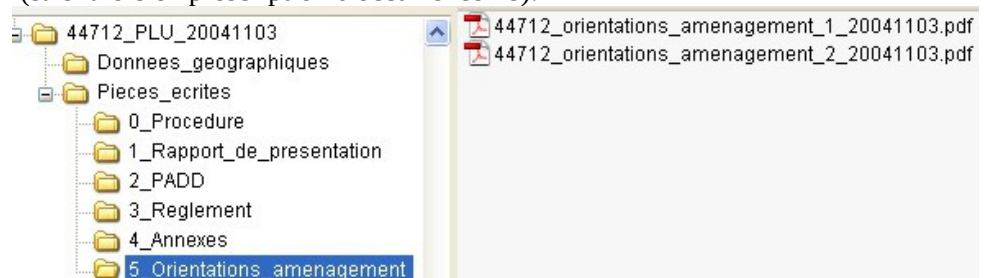 44712_PLU_20041103
Donnees_geographiques
Pieces_ecrites
0_Procedure
1_Rapport_de_presentation
2_PADD
3_Reglement
4_Annexes
5_Orientations_amenagement
44712_orientations_amenagement_1_20041103.pdf
44712_orientations_amenagement_2_20041103.pdf